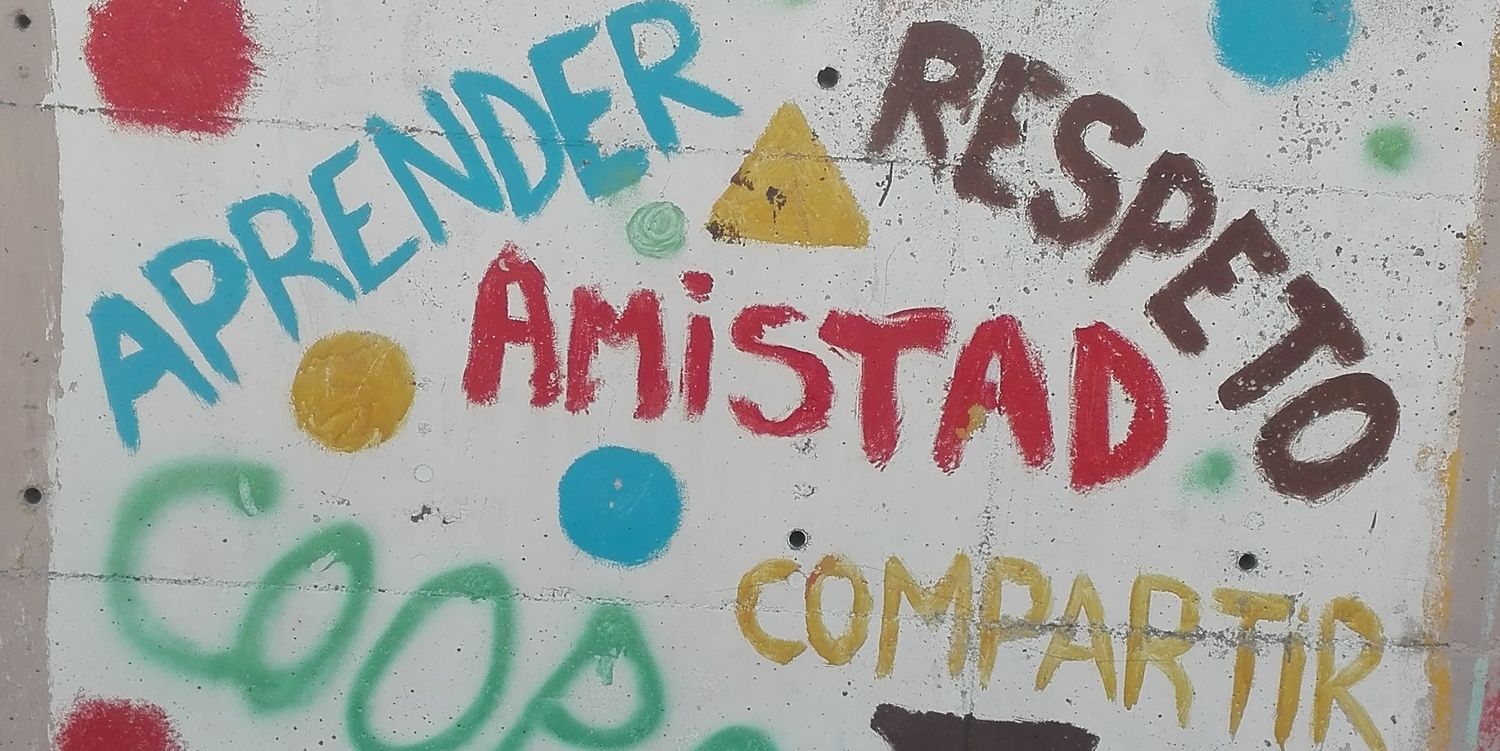 APRENDER
RESPETO
AMiSTAD
COMPARTiR